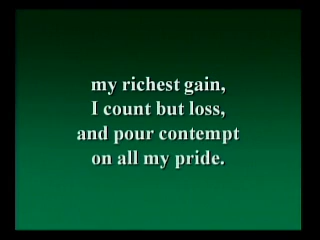 my richest gain,
I count but loss,
and pour contempt
on all my pride.